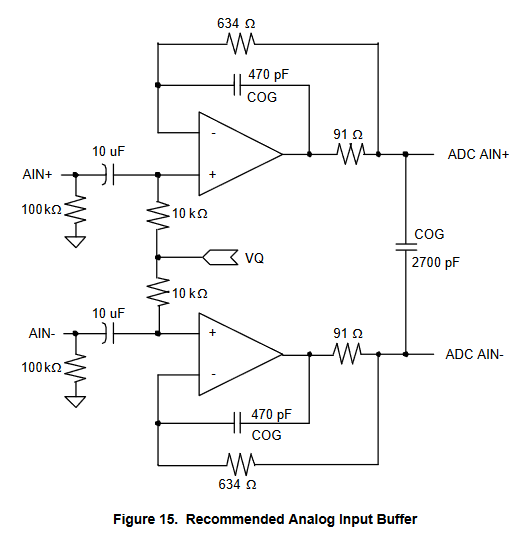 634 Ω
470 pF
COG
-
91 Ω
10 uF
ADC AIN+
AIN+
+
100kΩ
10 kΩ
COG
VQ
2700 pF
10 kΩ
10 uF
91 Ω
AIN-
+
ADC AIN-
100kΩ
-
470 pF
COG
634 Ω
Figure 15. Recommended Analog Input Buffer